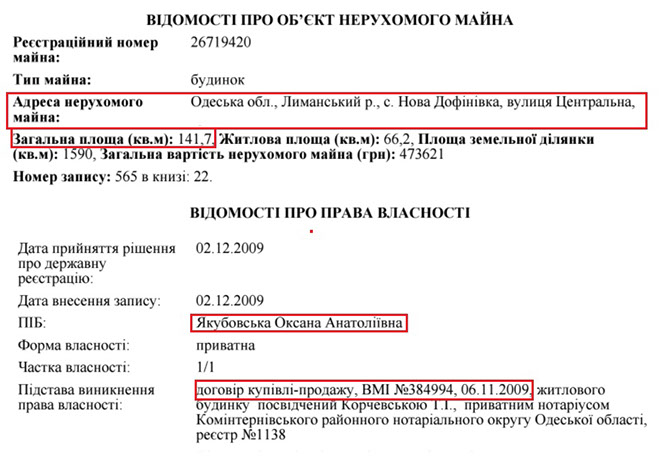 ВІДОМОСТІ ПРО ОБ'ЄКТ НЕРУХОМОГО МАЙНА
Реєстраційний номер майна: 26719420
Тип майна: будинок
Адреса нерухомого майна: Одеська обл., Лиманський р., с. Нова Дофінівка, вулиця Центральна,
Загальна площа (кв.м): 141,7, Житлова площа (кв.м): 66,2, Площа земельної ділянки
(кв.м): 1590, Загальна вартість нерухомого майна (грн): 473621
Номер запису: 565 в книзі: 22.
ВІДОМОСТІ ПРО ПРАВА ВЛАСНОСТІ
Дата прийняття рішення про державну реєстрацію: 02.12.2009
Дата внесення запису: 02.12.2009
ПІБ: Якубовська Оксана Анатоліївна
Форма власності: приватна
Частка власності: 1/1
Підстава виникнення права власності: договір купівлі-продажу, ВМІ №384994, 06.11.2009, житлового
будинку посвідчений Корчевською Т.І., приватним нотаріусом
Комінтернівського районного нотаріального округу Одеської області,
реєстр №1138